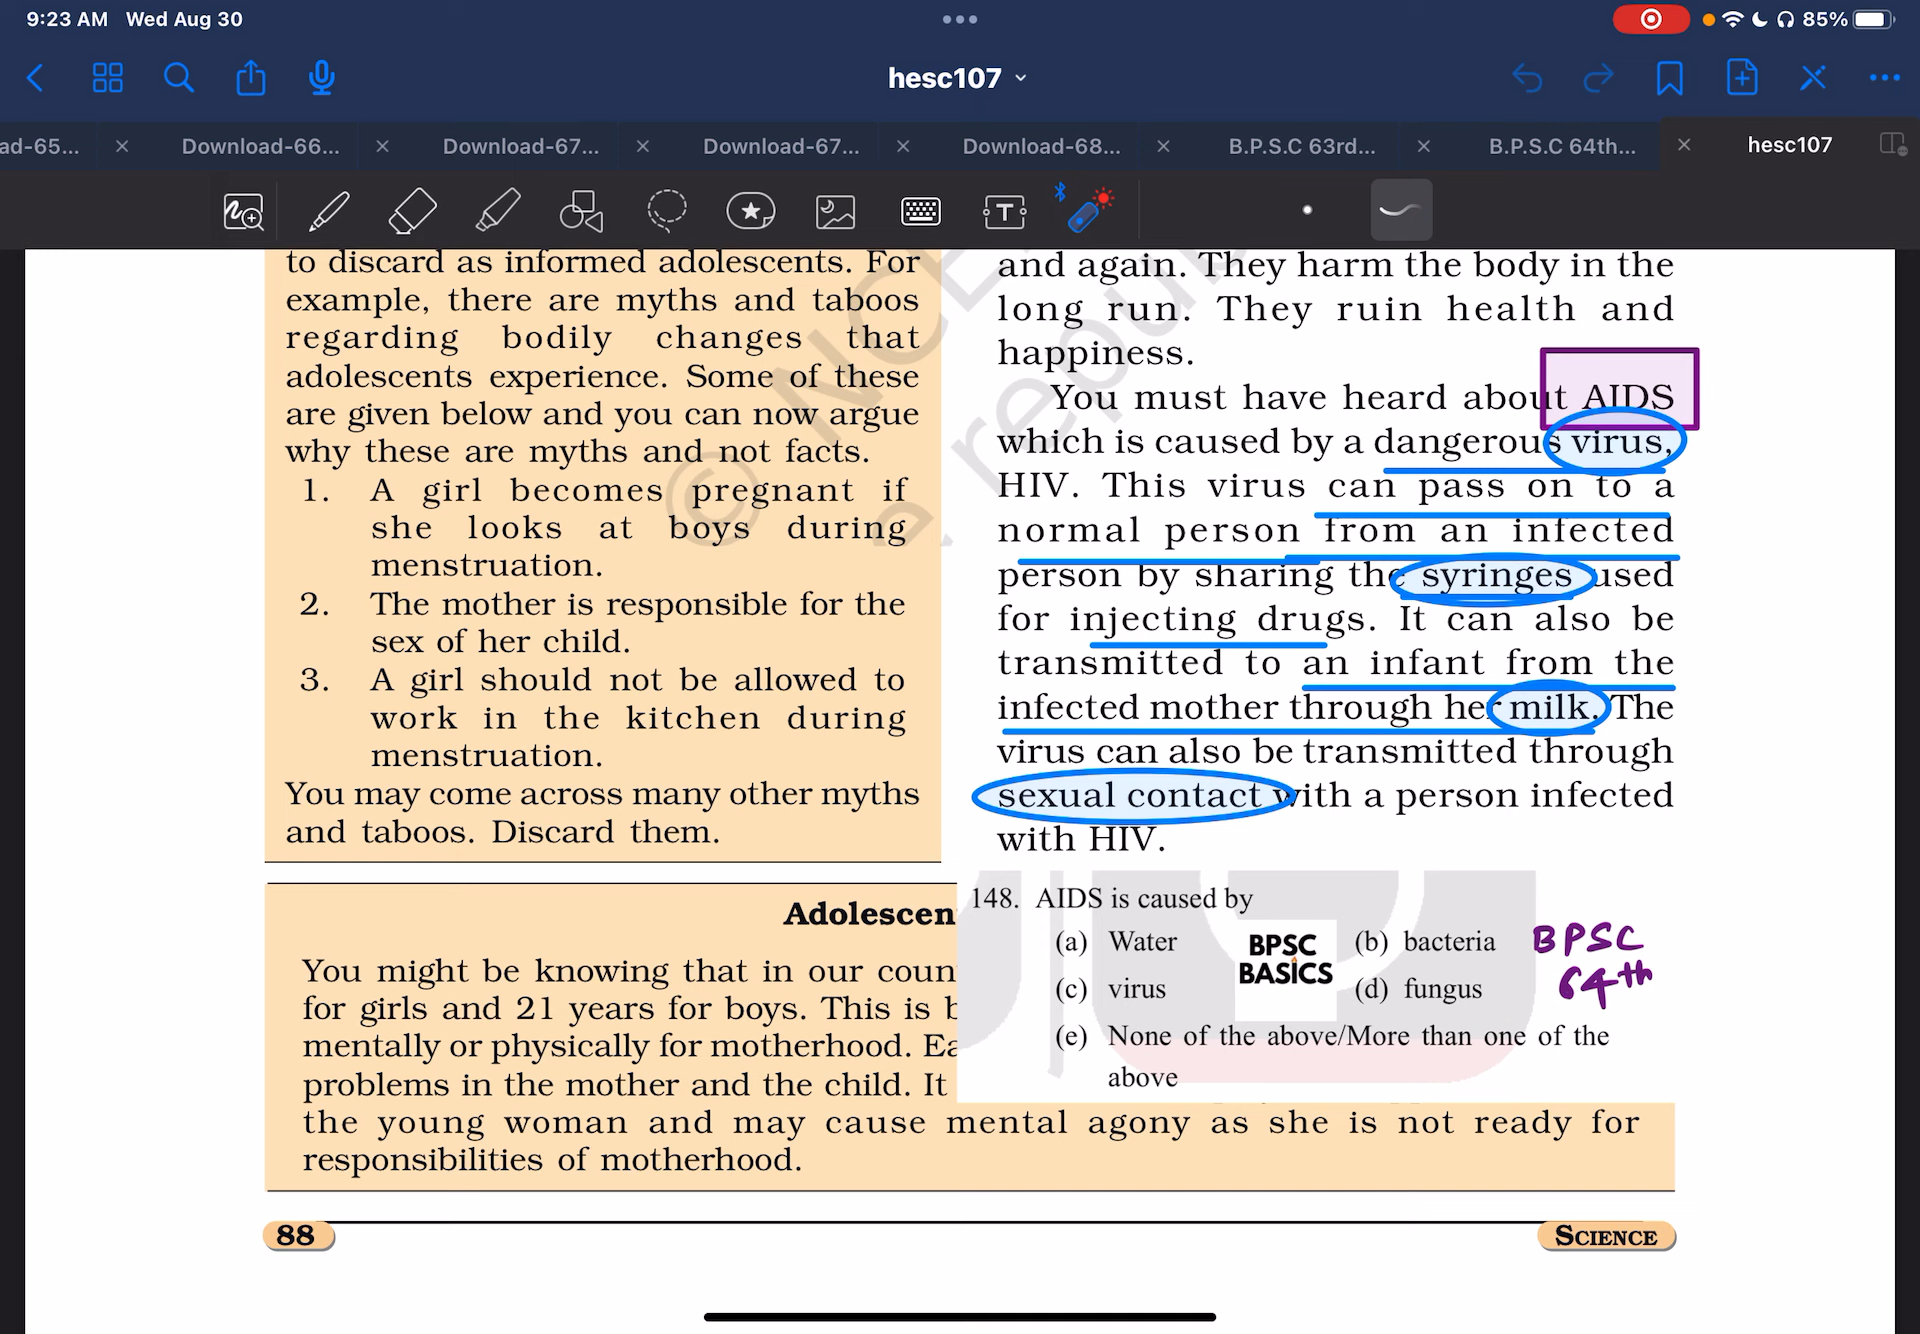 9:23 AM Wed Aug 30
85%
hesc107
ad-65...
Download-66...
Download-67...
Download-67...
Download-68...
B.P.S.C 63rd...
B.P.S.C 64th...
hesc107
to discard as informed adolescents. For
example, there are myths and taboos
regarding bodily changes that
adolescents experience. Some of these
are given below and you can now argue
why these are myths and not facts.
1. A girl becomes pregnant if
she looks at boys during
menstruation.
2. The mother is responsible for the
sex of her child.
3. A girl should not be allowed to
work in the kitchen during
menstruation.
You may come across many other myths
and taboos. Discard them.
and again. They harm the body in the
long run. They ruin health and
happiness.
You must have heard about AIDS
which is caused by a dangerous virus,
HIV. This virus can pass on to a
normal person from an infected
person by sharing the syringes used
for injecting drugs. It can also be
transmitted to an infant from the
infected mother through her milk. The
virus can also be transmitted through
sexual contact with a person infected
with HIV.
148. AIDS is caused by
(a) Water (b) bacteria
(c) virus (d) fungus
(e) None of the above/More than one of the
above
BPSC
BASICS
BPSC
64th
Adolescen
You might be knowing that in our coun
for girls and 21 years for boys. This is b
mentally or physically for motherhood. Ea
problems in the mother and the child. It
the young woman and may cause mental agony as she is not ready for
responsibilities of motherhood.
88
SCIENCE